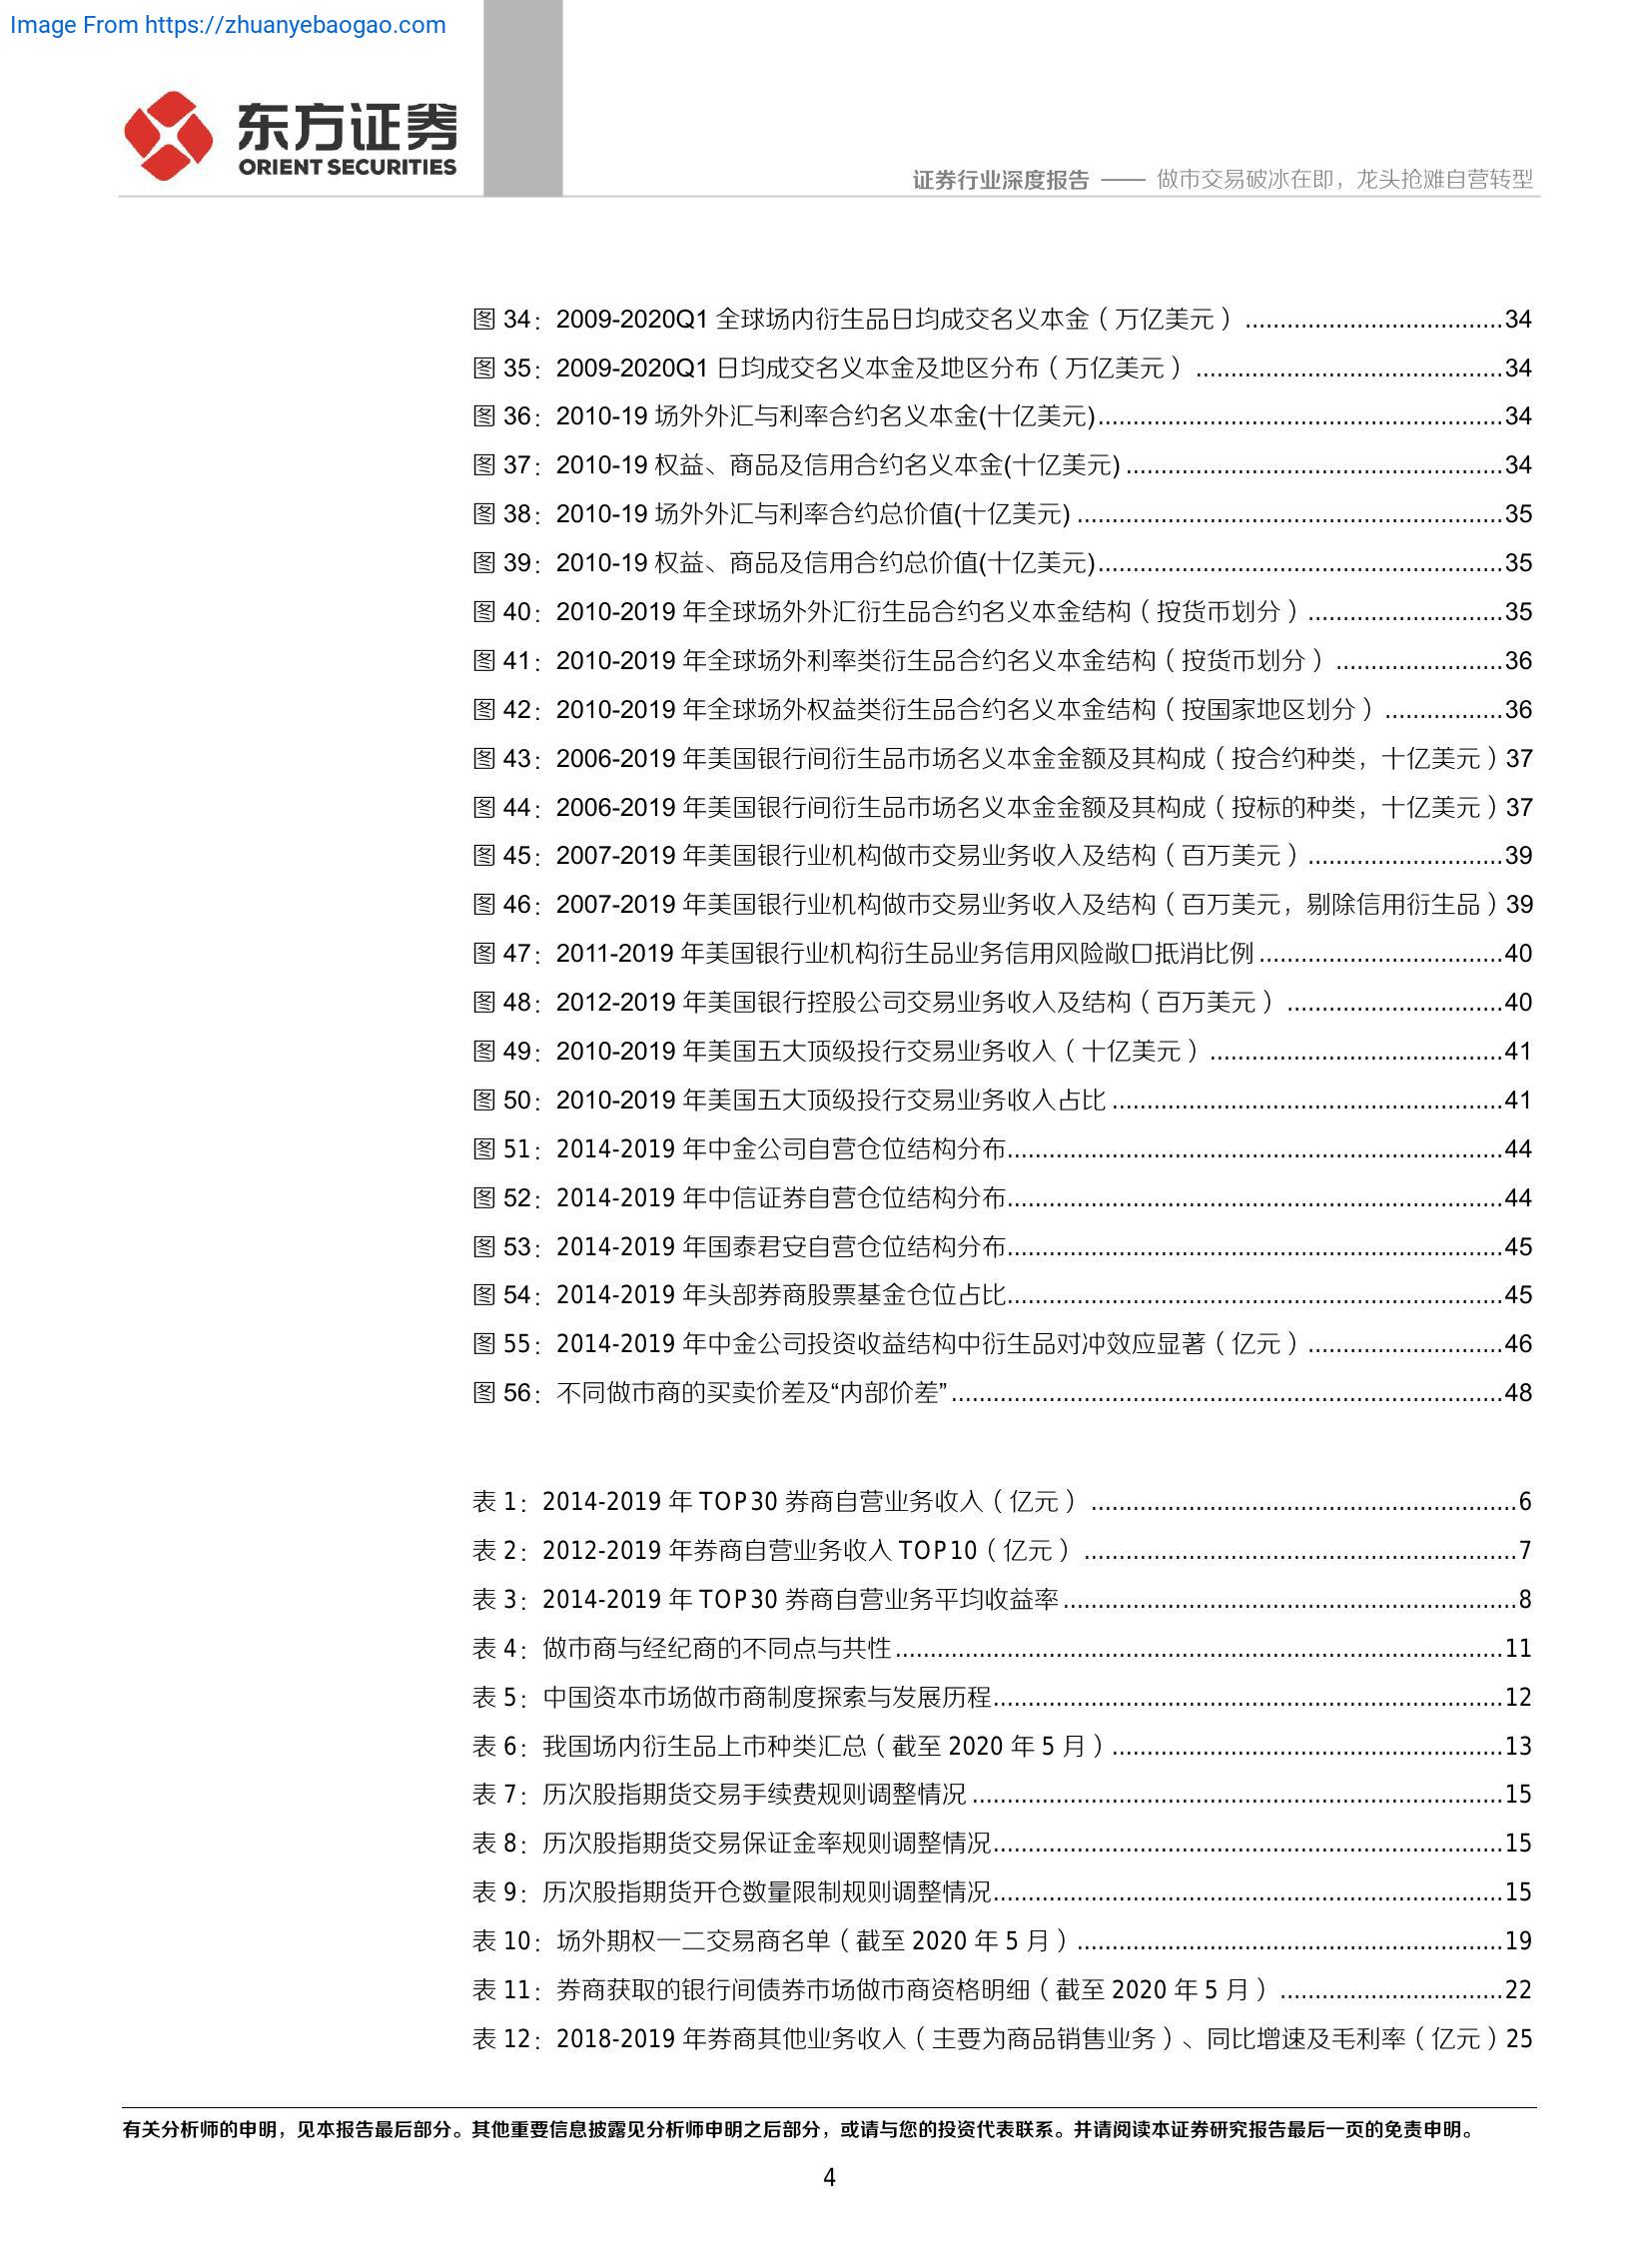 Image From https://zhuanyebaogao.com
东方证券
ORIENT SECURITIES
证券行业深度报告 —— 做市交易破冰在即，龙头抢滩自营转型
图 34：2009-2020Q1 全球场内衍生品日均成交名义本金（万亿美元） .....................................34
图 35：2009-2020Q1 日均成交名义本金及地区分布（万亿美元） ............................................34
图 36：2010-19 场外外汇与利率合约名义本金(十亿美元)..........................................................34
图 37：2010-19 权益、商品及信用合约名义本金(十亿美元) ......................................................34
图 38：2010-19 场外外汇与利率合约总价值(十亿美元) .............................................................35
图 39：2010-19 权益、商品及信用合约总价值(十亿美元)..........................................................35
图 40：2010-2019 年全球场外外汇衍生品合约名义本金结构（按货币划分）............................35
图 41：2010-2019 年全球场外利率类衍生品合约名义本金结构（按货币划分） ........................36
图 42：2010-2019 年全球场外权益类衍生品合约名义本金结构（按国家地区划分） .................36
图 43：2006-2019 年美国银行间衍生品市场名义本金金额及其构成（按合约种类，十亿美元）37
图 44：2006-2019 年美国银行间衍生品市场名义本金金额及其构成（按标的种类，十亿美元）37
图 45：2007-2019 年美国银行业机构做市交易业务收入及结构（百万美元）............................39
图 46：2007-2019 年美国银行业机构做市交易业务收入及结构（百万美元，剔除信用衍生品）39
图 47：2011-2019 年美国银行业机构衍生品业务信用风险敞口抵消比例 ...................................40
图 48：2012-2019 年美国银行控股公司交易业务收入及结构（百万美元） ...............................40
图 49：2010-2019 年美国五大顶级投行交易业务收入（十亿美元）..........................................41
图 50：2010-2019 年美国五大顶级投行交易业务收入占比 ........................................................41
图 51：2014-2019 年中金公司自营仓位结构分布.......................................................................44
图 52：2014-2019 年中信证券自营仓位结构分布.......................................................................44
图 53：2014-2019 年国泰君安自营仓位结构分布.......................................................................45
图 54：2014-2019 年头部券商股票基金仓位占比.......................................................................45
图 55：2014-2019 年中金公司投资收益结构中衍生品对冲效应显著（亿元）............................46
图 56：不同做市商的买卖价差及“内部价差” ...............................................................................48
表 1：2014-2019 年 TOP30 券商自营业务收入（亿元） .............................................................6
表 2：2012-2019 年券商自营业务收入 TOP10（亿元） ..............................................................7
表 3：2014-2019 年 TOP30 券商自营业务平均收益率 .................................................................8
表 4：做市商与经纪商的不同点与共性.......................................................................................11
表 5：中国资本市场做市商制度探索与发展历程.........................................................................12
表 6：我国场内衍生品上市种类汇总（截至 2020 年 5 月）........................................................13
表 7：历次股指期货交易手续费规则调整情况 ............................................................................15
表 8：历次股指期货交易保证金率规则调整情况.........................................................................15
表 9：历次股指期货开仓数量限制规则调整情况.........................................................................15
表 10：场外期权一二交易商名单（截至 2020 年 5 月）.............................................................19
表 11：券商获取的银行间债券市场做市商资格明细（截至 2020 年 5 月） ................................22
表 12：2018-2019 年券商其他业务收入（主要为商品销售业务）、同比增速及毛利率（亿元）25
有关分析师的申明，见本报告最后部分。其他重要信息披露见分析师申明之后部分，或请与您的投资代表联系。并请阅读本证券研究报告最后一页的免责申明。
4